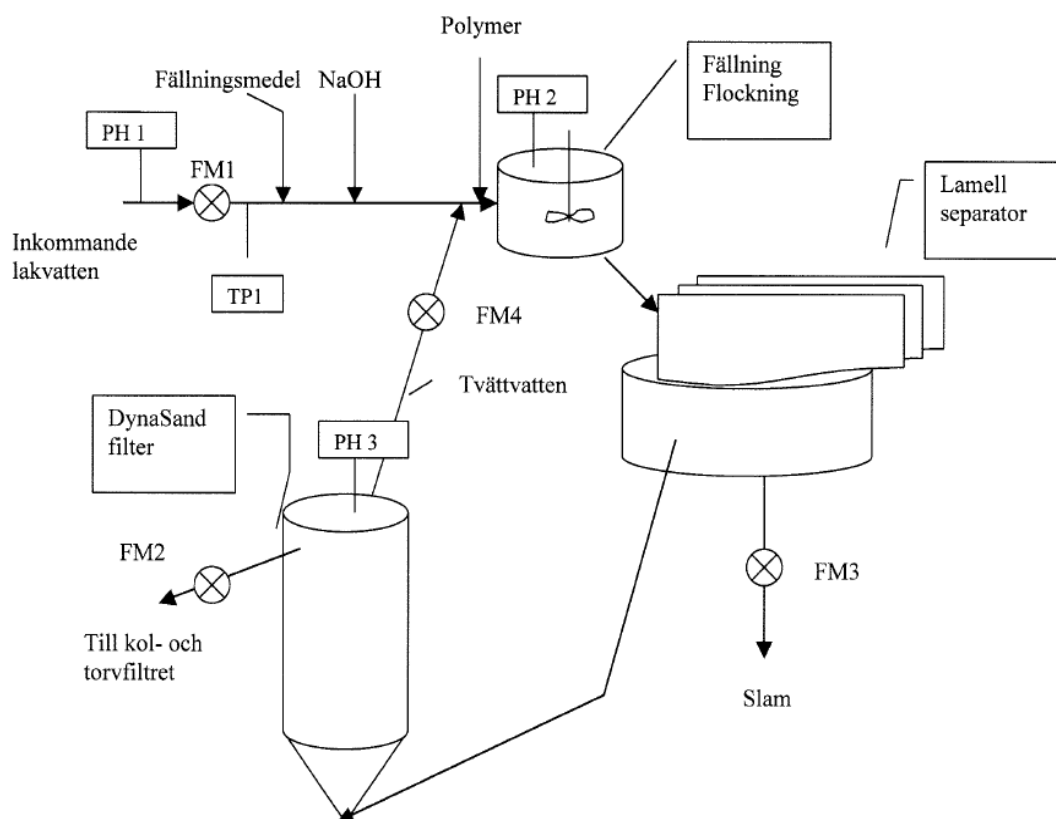 Polymer
Fällningsmedel
NaOH
PH 2
Fällning
Flockning
PH 1
FM1
Lamell
separator
Inkommande
lakvatten
TP1
FM4
Tvättvatten
DynaSand
filter
PH 3
FM2
FM3
Till kol- och
torvfiltret
Slam